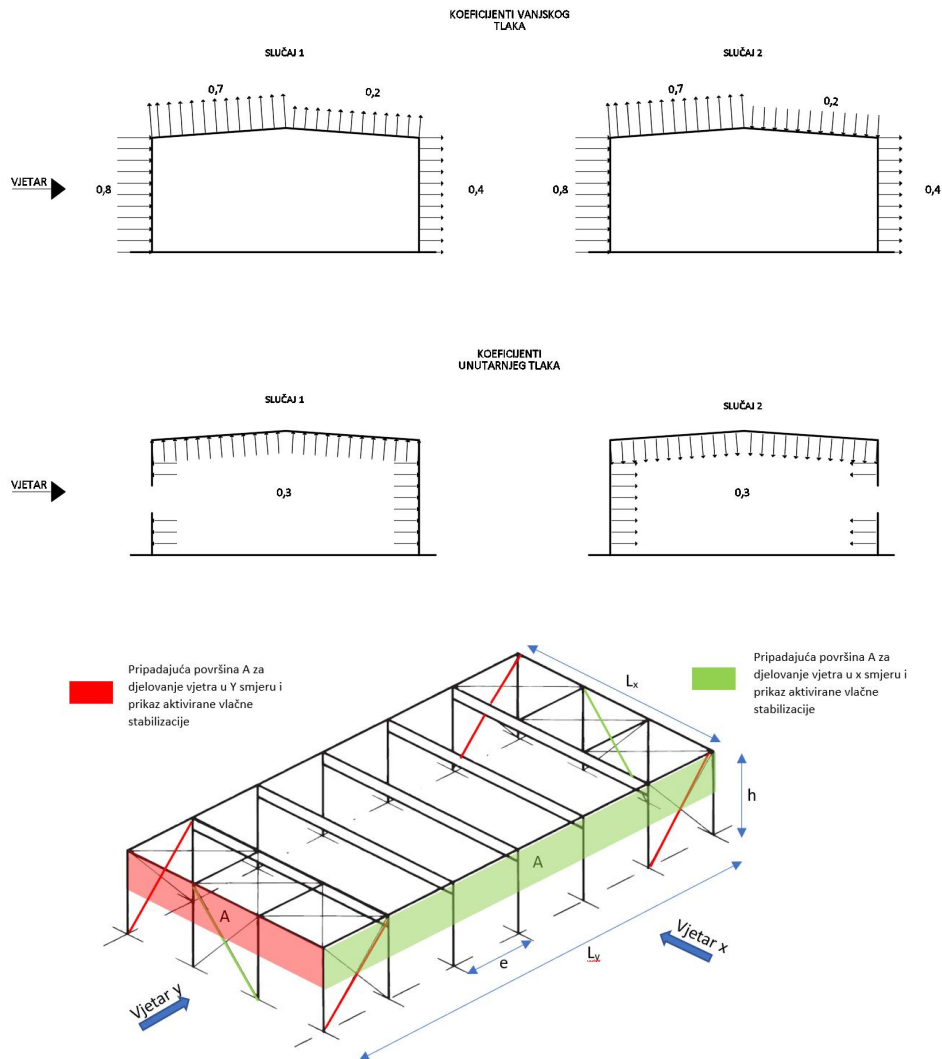 KOEFICIJENTI VANJSKOG
TLAKA
SLUČAJ 1
SLUČAJ 2
0,7
0,2
0,7
0,2
VJETAR
0,8
0,4
0,8
0,4
KOEFICIJENTI
UNUTARNJEG TLAKA
SLUČAJ 1
SLUČAJ 2
VJETAR
0,3
0,3
Pripadajuća površina A za
djelovanje vjetra u Y smjeru i
prikaz aktivirane vlačne
stabilizacije
Pripadajuća površina A za
djelovanje vjetra u x smjeru i
prikaz aktivirane vlačne
stabilizacije
Lx
h
A
A
e
Ly
Vjetar x
Vjetar y